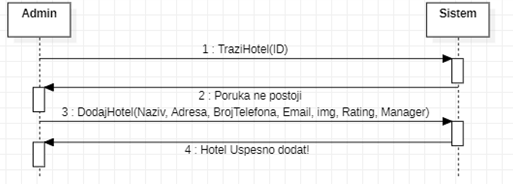 Admin
Sistem
1 : TraziHotel(ID)
2 : Poruka ne postoji
3 : DodajHotel(Naziv, Adresa, BrojTelefona, Email, img, Rating, Manager)
4 : Hotel Uspesno dodat!